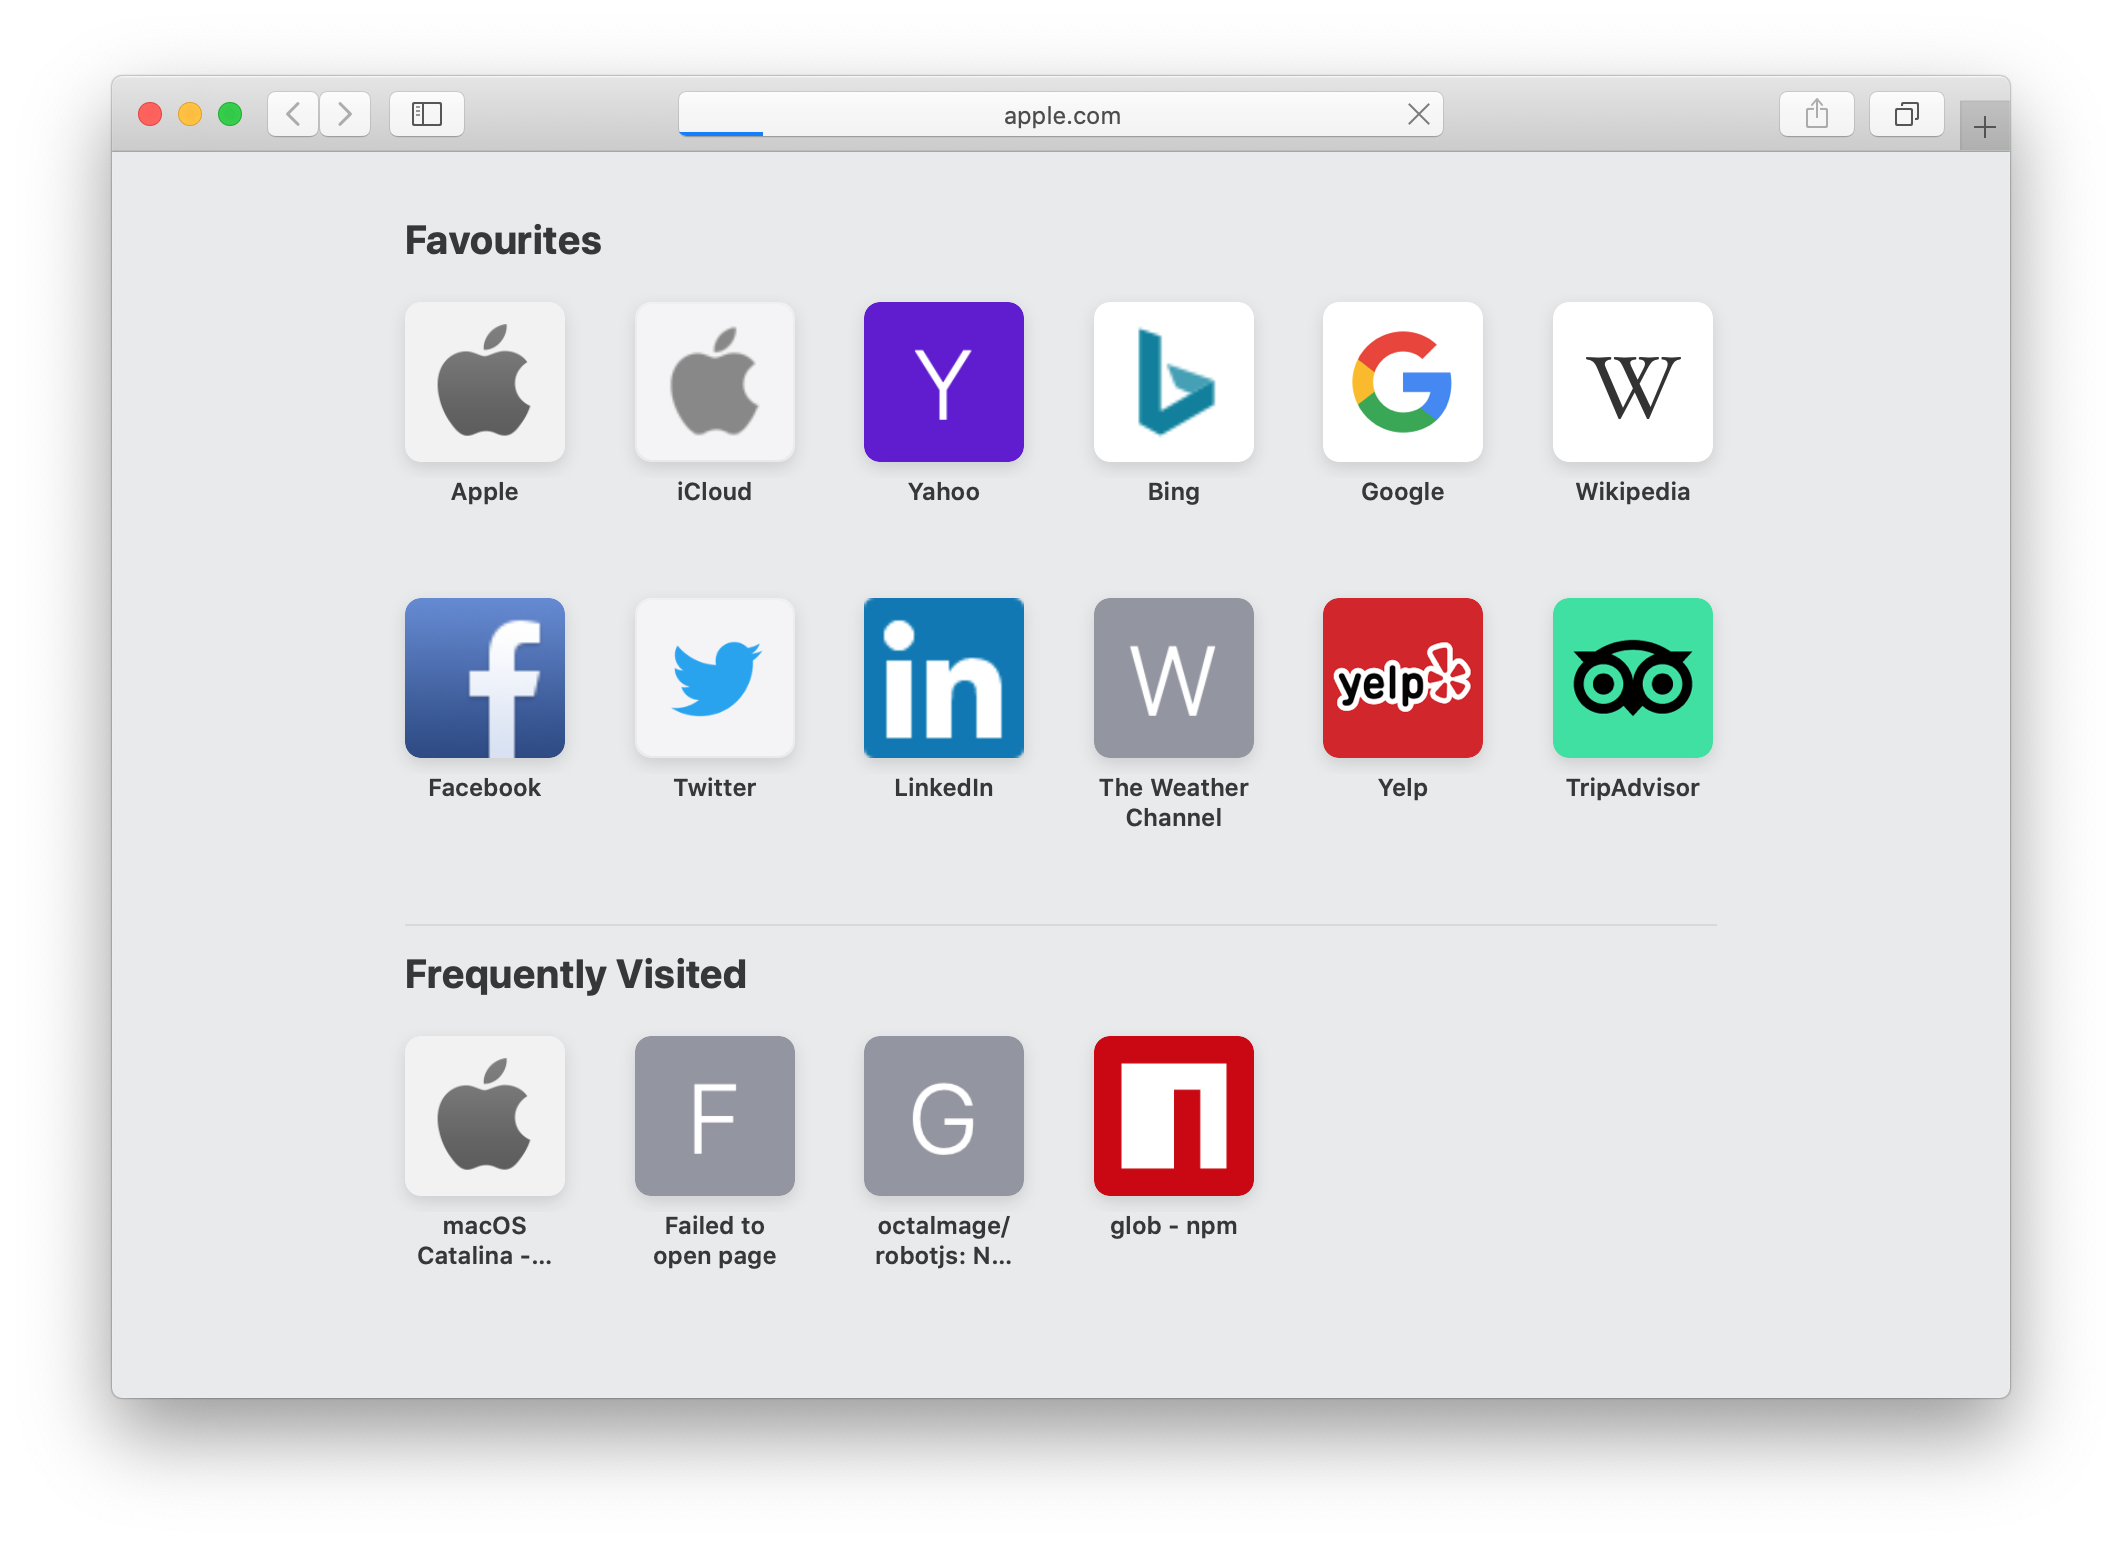 apple.com
Favourites
Y
G
W
Apple
iCloud
Yahoo
Bing
Google
Wikipedia
f
in
W
yelp
Facebook
Twitter
LinkedIn
The Weather
Channel
Yelp
TripAdvisor
Frequently Visited
F
G
n
macOS
Catalina -...
Failed to
open page
octalmage/
robotjs: N...
glob - npm